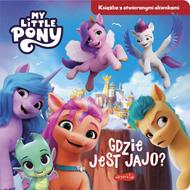 Książka z otwieranymi okienkami
MY LITTLE
PONY
GDZIE
JEST JAJO?